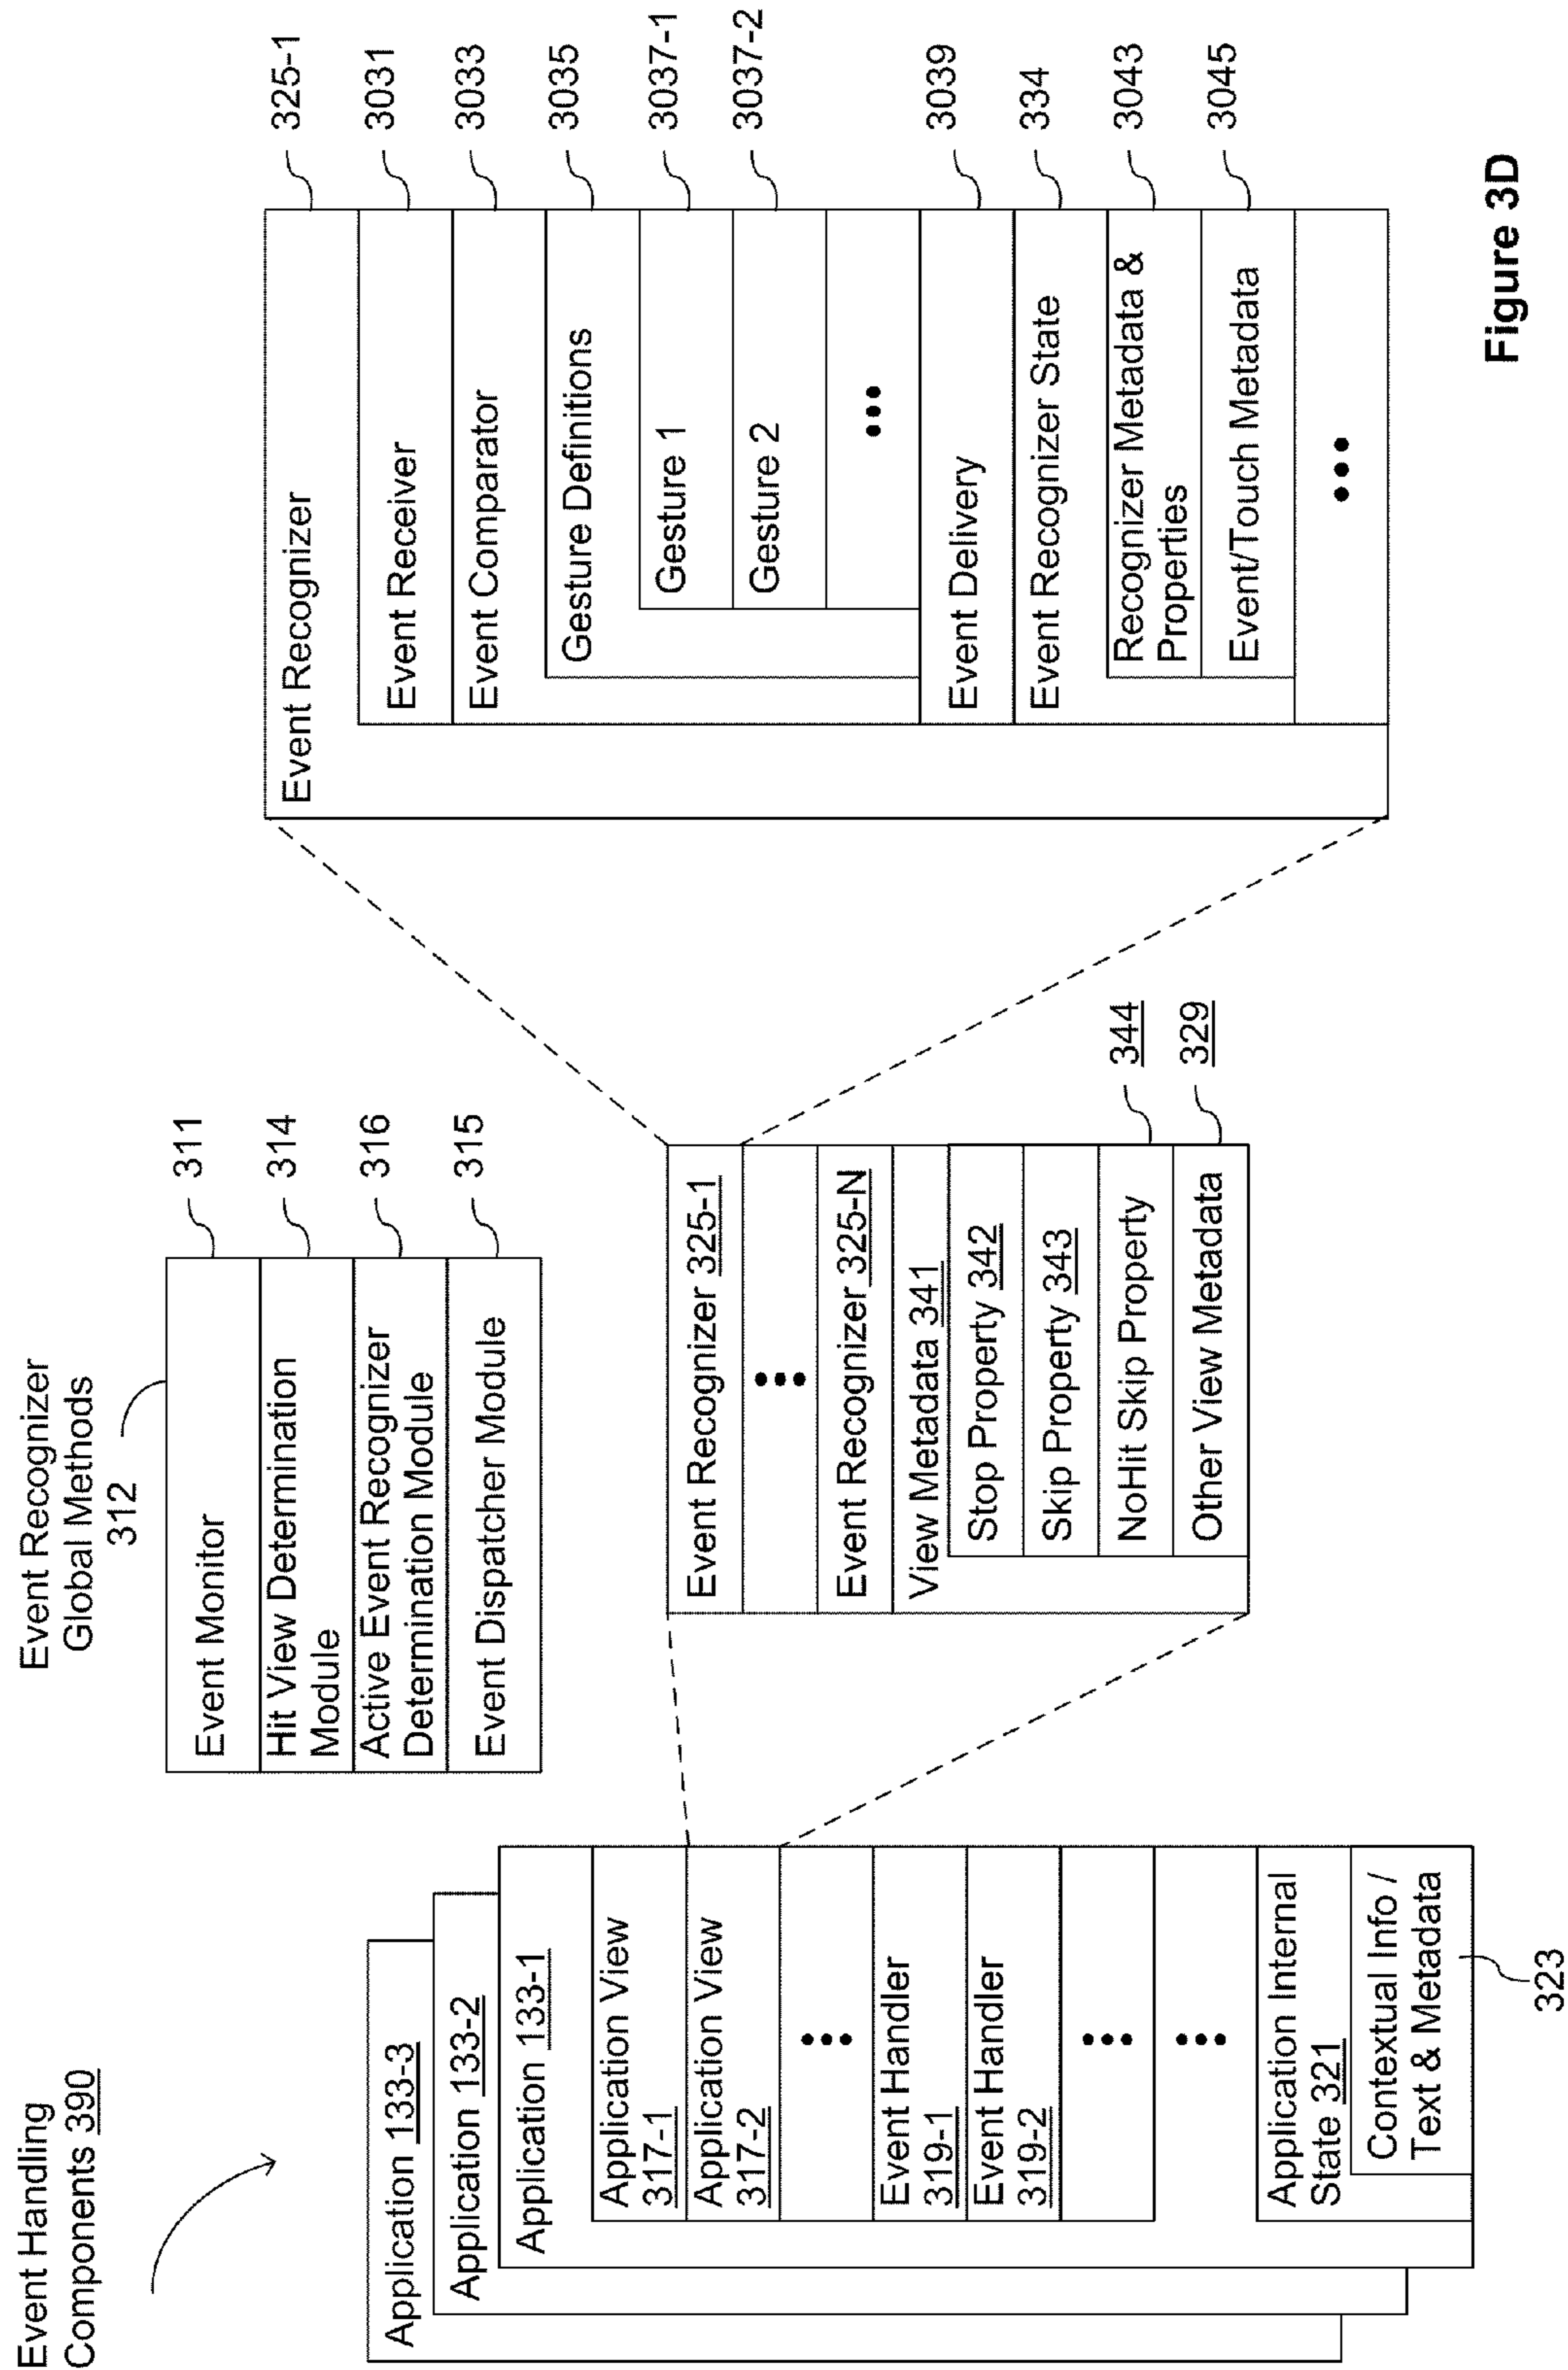 Event Handling
Components 390
Application 133-3
Application 133-2
Application 133-1
Application View
317-1
Application View
317-2
•••
Event Handler
319-1
Event Handler
319-2
•••
•••
Application Internal
State 321
Contextual Info /
Text & Metadata
323
Event Recognizer
Global Methods
312
Event Monitor
311
Hit View Determination
Module
314
Active Event Recognizer
Determination Module
316
Event Dispatcher Module
315
Event Recognizer 325-1
•••
Event Recognizer 325-N
View Metadata 341
Stop Property 342
Skip Property 343
NoHit Skip Property
344
Other View Metadata
329
Event Recognizer
325-1
Event Receiver
3031
Event Comparator
3033
Gesture Definitions
3035
Gesture 1
3037-1
Gesture 2
3037-2
•••
Event Delivery
3039
Event Recognizer State
334
Recognizer Metadata &
Properties
3043
Event/Touch Metadata
3045
•••
Figure 3D